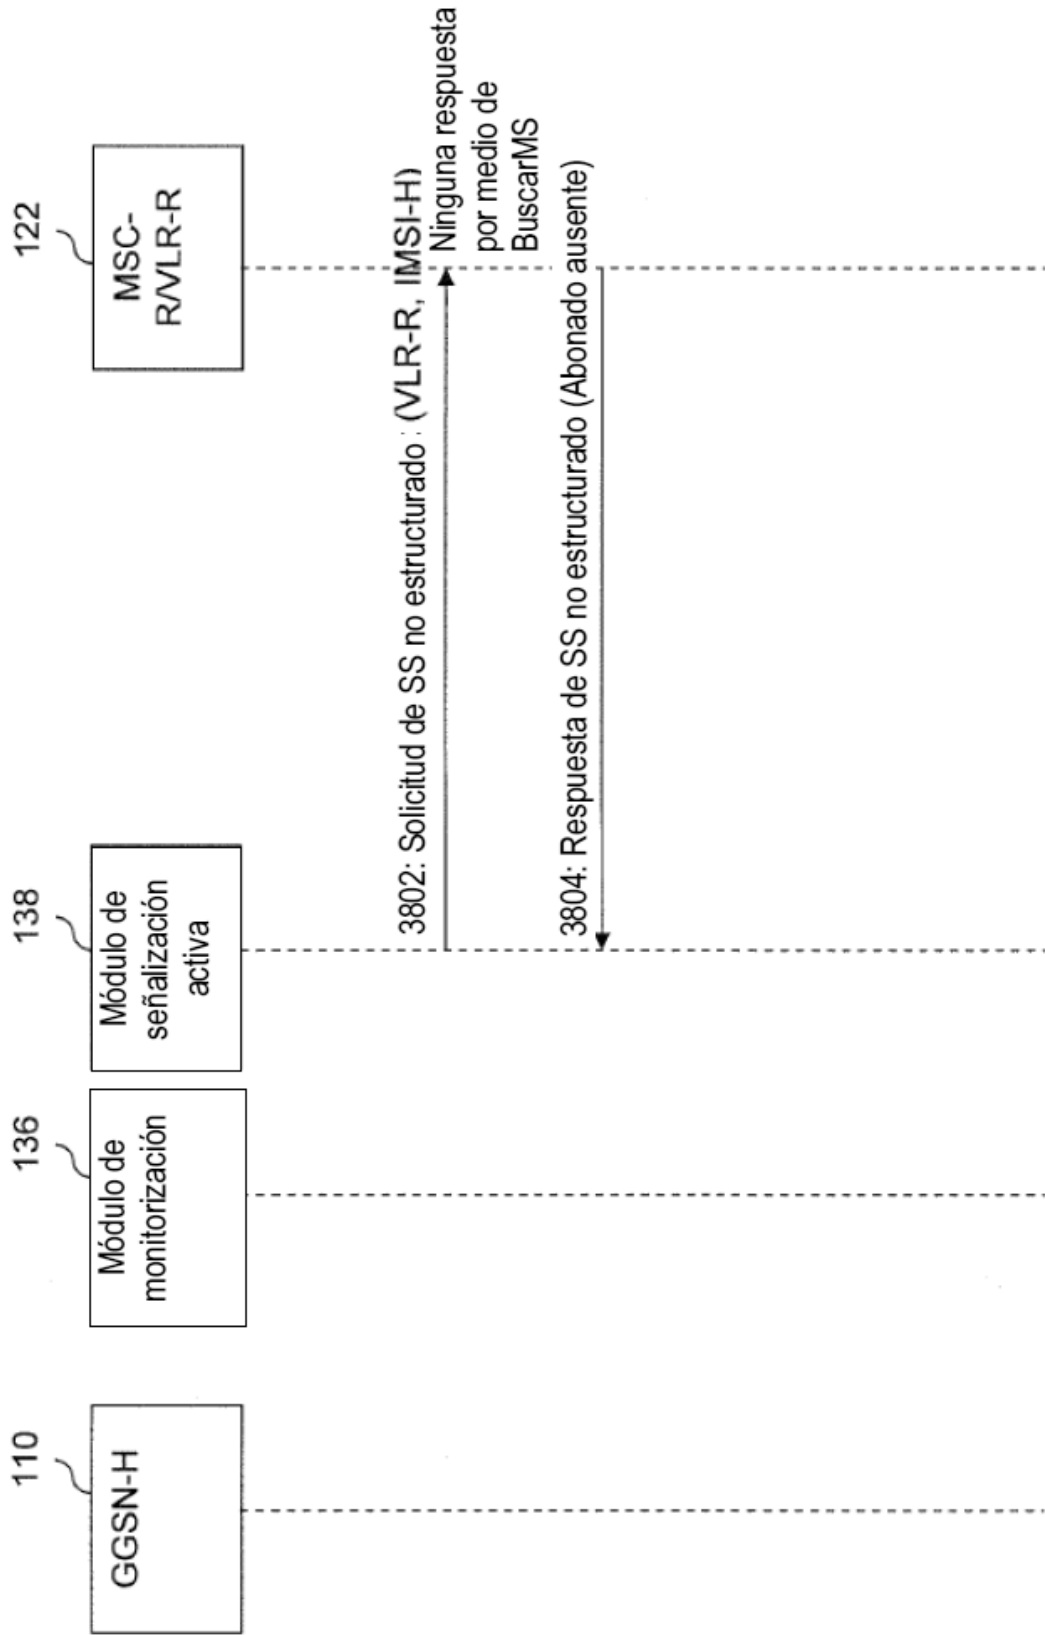 110
GGSN-H
136
Módulo de
monitorización
138
Módulo de
señalización
activa
122
MSC-
R/VLR-R
3802: Solicitud de SS no estructurado : (VLR-R, IMSI-H)
Ninguna respuesta
por medio de
BuscarMS
3804: Respuesta de SS no estructurado (Abonado ausente)